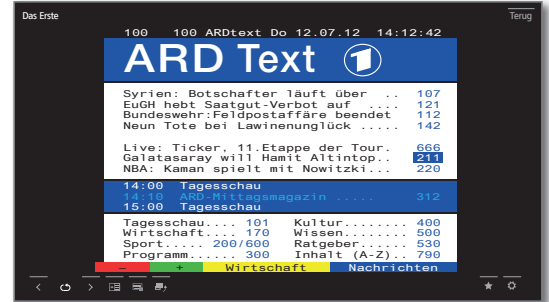 Das Erste
Terug
100 100 ARDtext Do 12.07.12 14:12:42
ARD Text 1
Syrien: Botschafter läuft über .. 107
EuGH hebt Saatgut-Verbot auf .... 121
Bundeswehr:Feldpostaffäre beendet 112
Neun Tote bei Lawinenunglück ..... 142
Live: Ticker, 11.Etappe der Tour. 666
Galatasaray will Hamit Altintop.. 211
NBA: Kaman spielt mit Nowitzki... 220
14:00 Tagesschau
14:10 ARD-Mittagsmagazin ..... 312
15:00 Tagesschau
Tagesschau.... 101 Kultur........ 400
Wirtschaft.... 170 Wissen........ 500
Sport..... 200/600 Ratgeber...... 530
Programm...... 300 Inhalt (A-Z).. 790
- + Wirtschaft Nachrichten